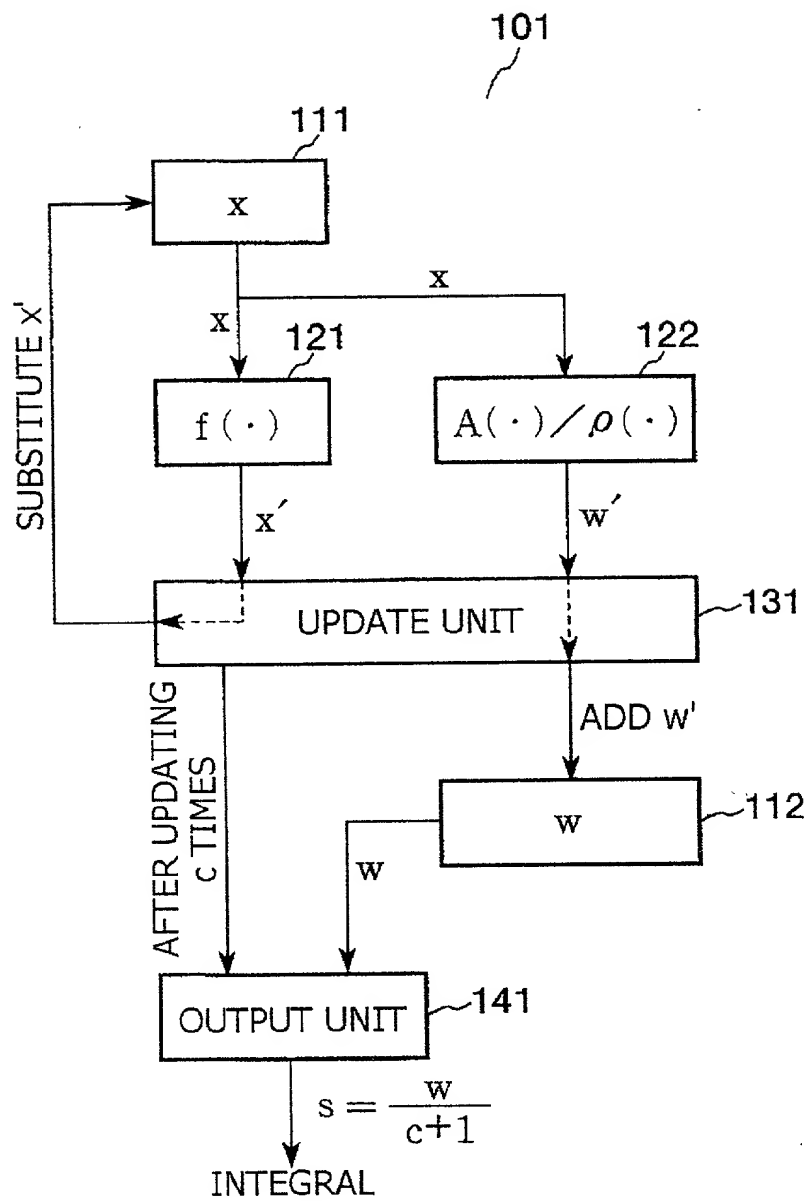 101
111
x
x
x
SUBSTITUTE x'
121
122
f(·)
A(·)/ρ(·)
x′
w′
UPDATE UNIT
131
AFTER UPDATING
c TIMES
ADD w'
112
w
w
OUTPUT UNIT
141
s = w/c+1
INTEGRAL